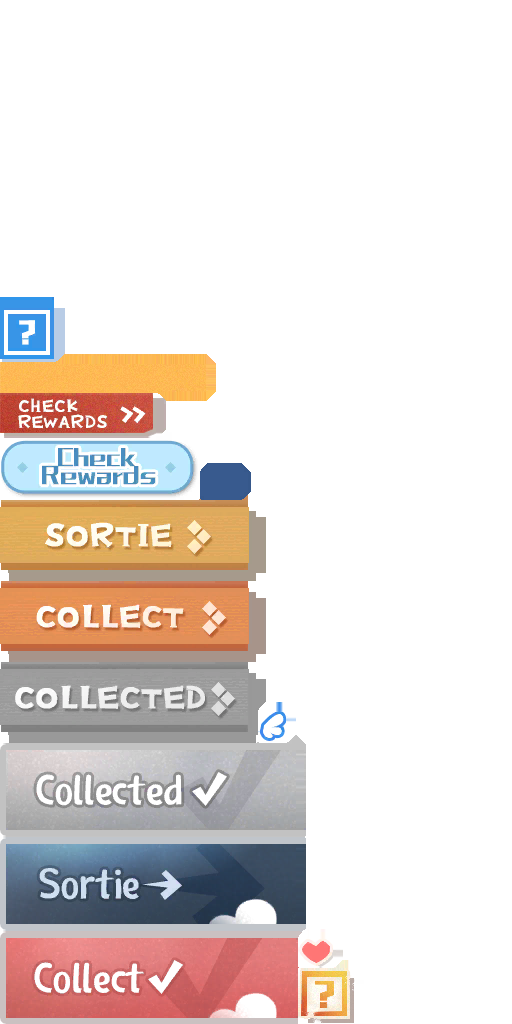 ?
CHECK
REWARDS
Check
Rewards
SORTIE
COLLECT
COLLECTED
Collected
Sortie
Collect
?